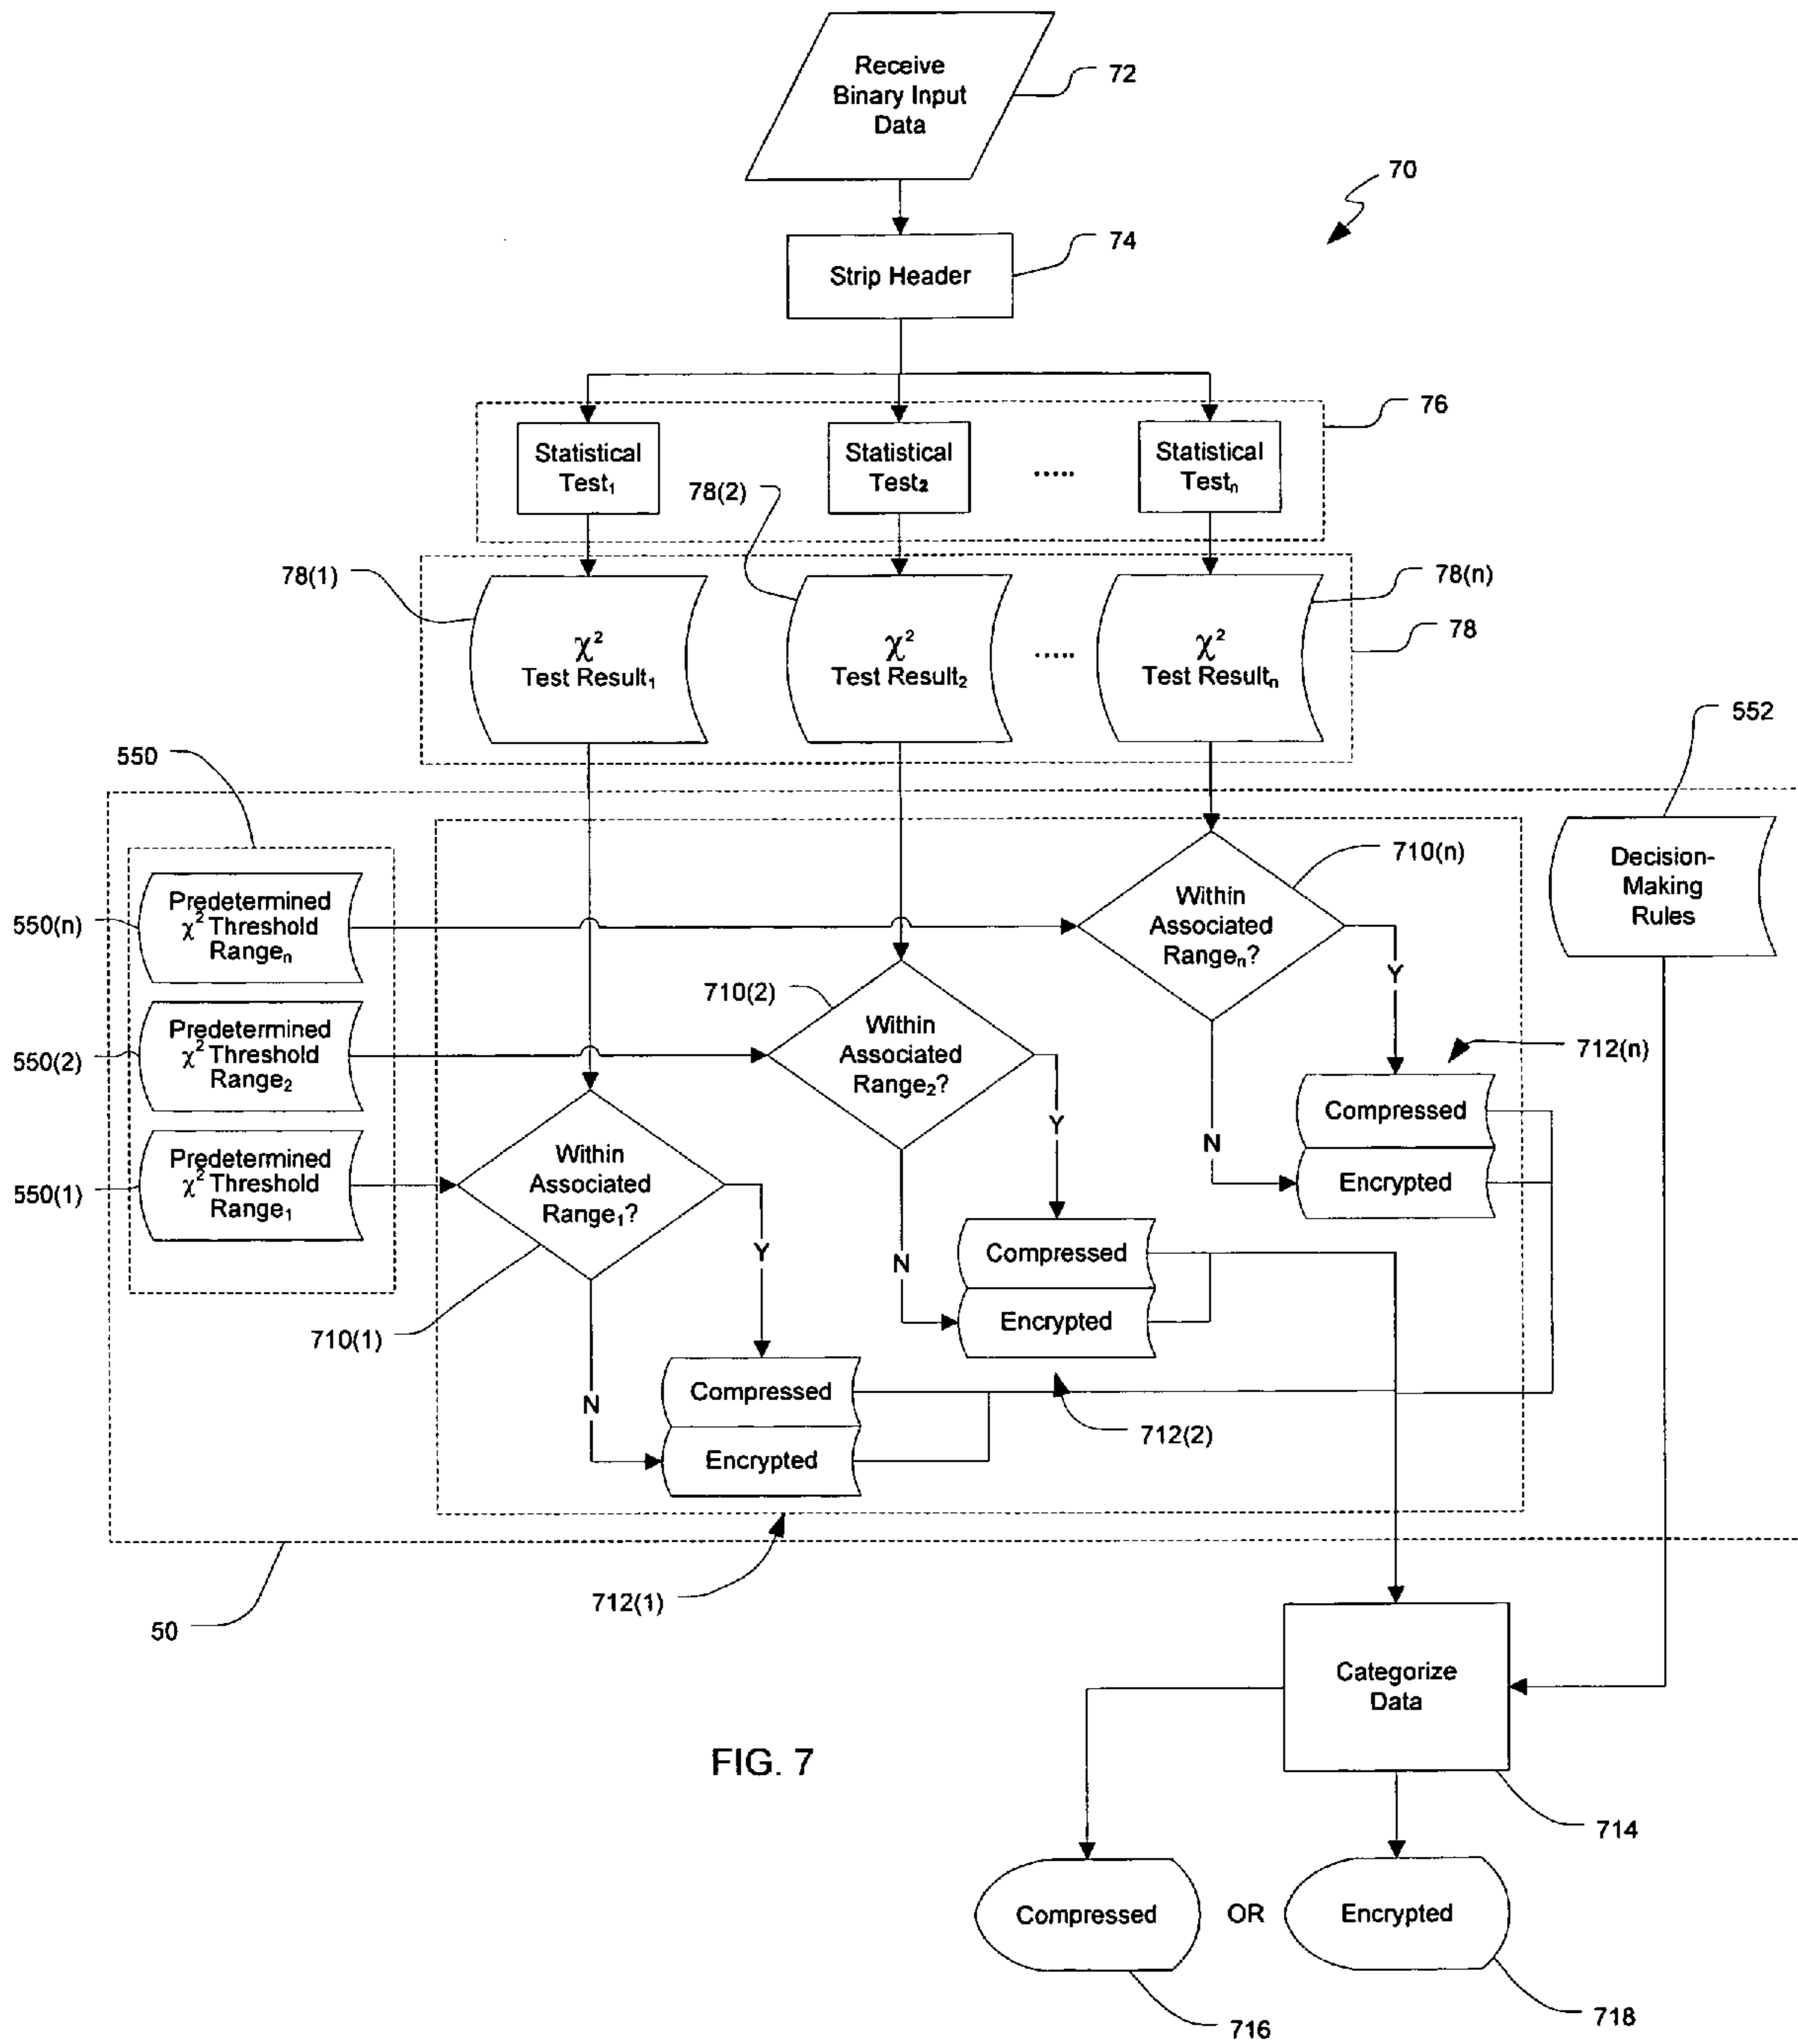 Receive
Binary Input
Data
72
70
Strip Header
74
76
Statistical
Test₁
Statistical
Test₂
.....
Statistical
Testₙ
78(2)
78(1)
78(n)
78
χ²
Test Result₁
χ²
Test Result₂
.....
χ²
Test Resultₙ
552
550
Decision-
Making
Rules
710(n)
Within
Associated
Rangeₙ?
550(n)
Predetermined
χ² Threshold
Rangeₙ
Y
710(2)
Within
Associated
Range₂?
550(2)
Predetermined
χ² Threshold
Range₂
712(n)
Compressed
Encrypted
N
Y
550(1)
Predetermined
χ² Threshold
Range₁
Within
Associated
Range₁?
Y
N
Compressed
Encrypted
710(1)
N
Compressed
Encrypted
712(2)
712(1)
50
Categorize
Data
FIG. 7
714
Compressed
OR
Encrypted
716
718